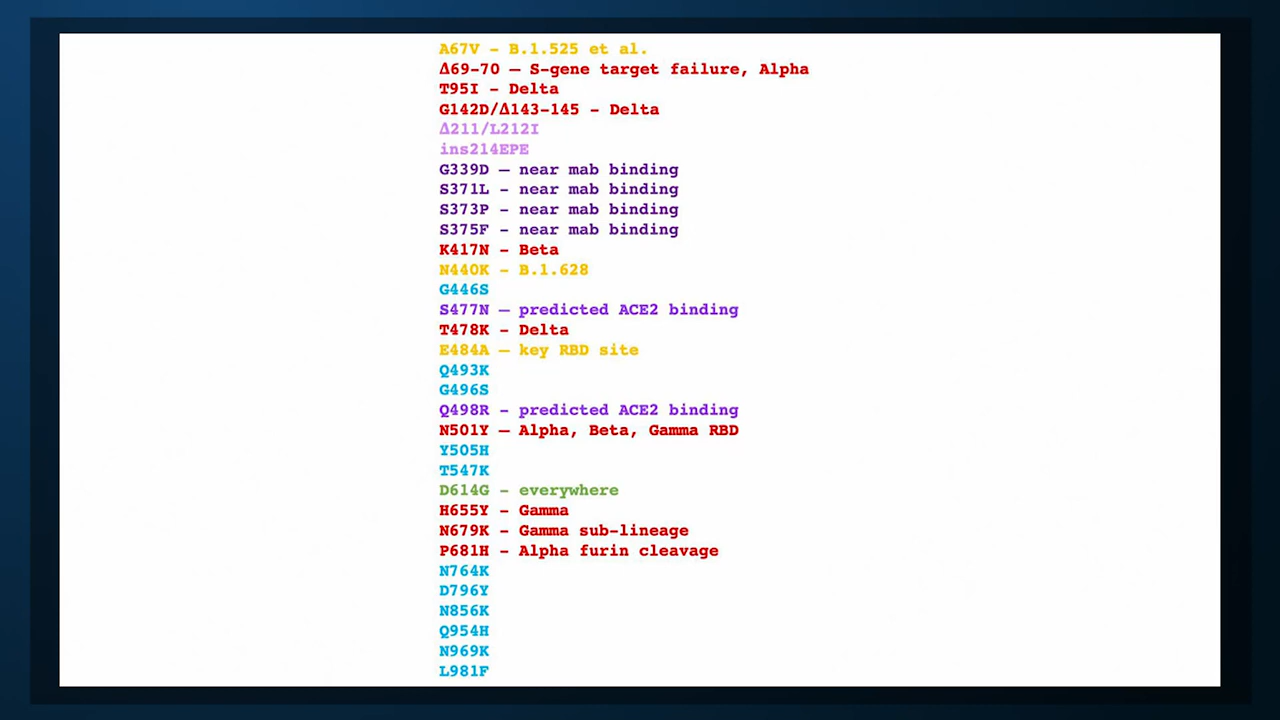 A67V - B.1.525 et al.
Δ69-70 – S-gene target failure, Alpha
T95I - Delta
G142D/Δ143-145 - Delta
Δ211/L212I
ins214EPE
G339D – near mab binding
S371L - near mab binding
S373P - near mab binding
S375F - near mab binding
K417N - Beta
N440K - B.1.628
G446S
S477N – predicted ACE2 binding
T478K - Delta
E484A – key RBD site
Q493K
G496S
Q498R - predicted ACE2 binding
N501Y – Alpha, Beta, Gamma RBD
Y505H
T547K
D614G - everywhere
H655Y - Gamma
N679K - Gamma sub-lineage
P681H - Alpha furin cleavage
N764K
D796Y
N856K
Q954H
N969K
L981F